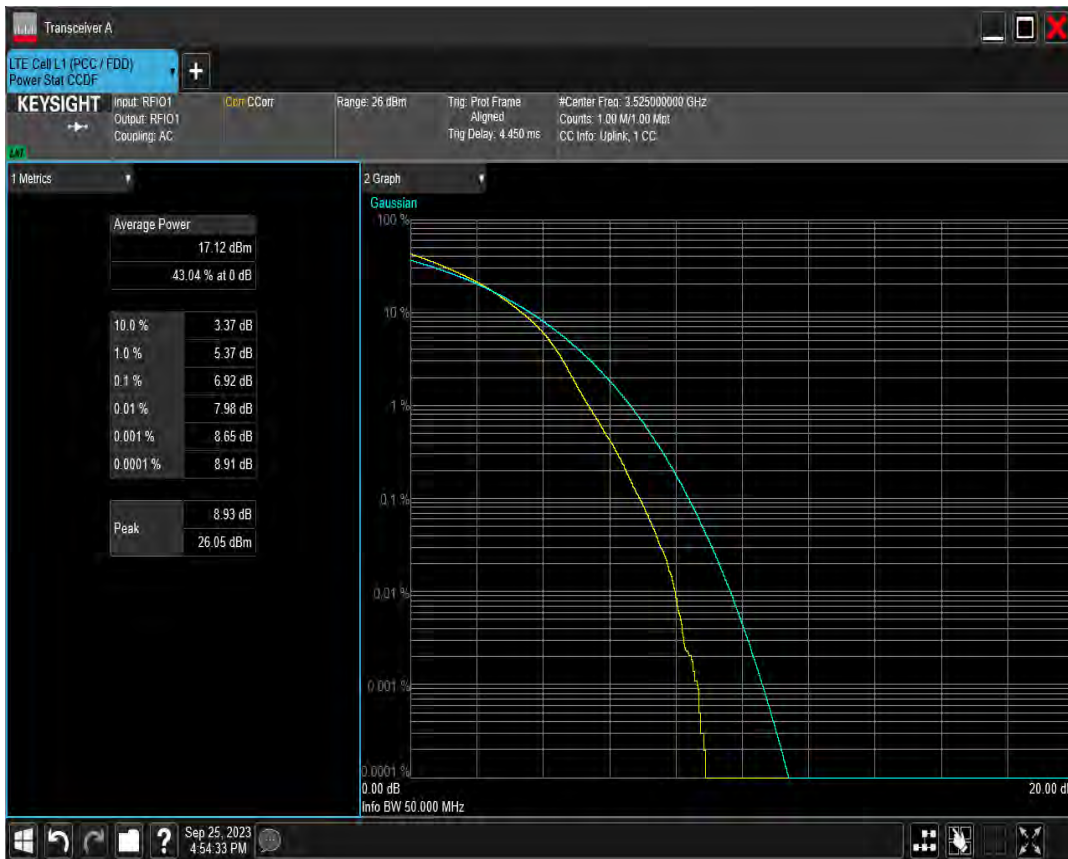 Transceiver A
LTE Cell L1 (PCC / FDD)
Power Stat CCDF
+
KEYSIGHT
Input: RFIO1
Output: RFIO1
Coupling: AC
Corr CCorr
Range: 26 dBm
Trig: Prot Frame
Aligned
Trig Delay: 4.450 ms
#Center Freq: 3.525000000 GHz
Counts: 1.00 M/1.00 Mpt
CC Info: Uplink, 1 CC
LXT
1 Metrics
Average Power
17.12 dBm
43.04 % at 0 dB
10.0 % 3.37 dB
1.0 % 5.37 dB
0.1 % 6.92 dB
0.01 % 7.98 dB
0.001 % 8.65 dB
0.0001 % 8.91 dB
Peak 8.93 dB
26.05 dBm
2 Graph
Gaussian
100 %
10 %
1 %
0.1 %
0.01 %
0.001 %
0.0001 %
0.00 dB
20.00 d
Info BW 50.000 MHz
?
Sep 25, 2023
4:54:33 PM